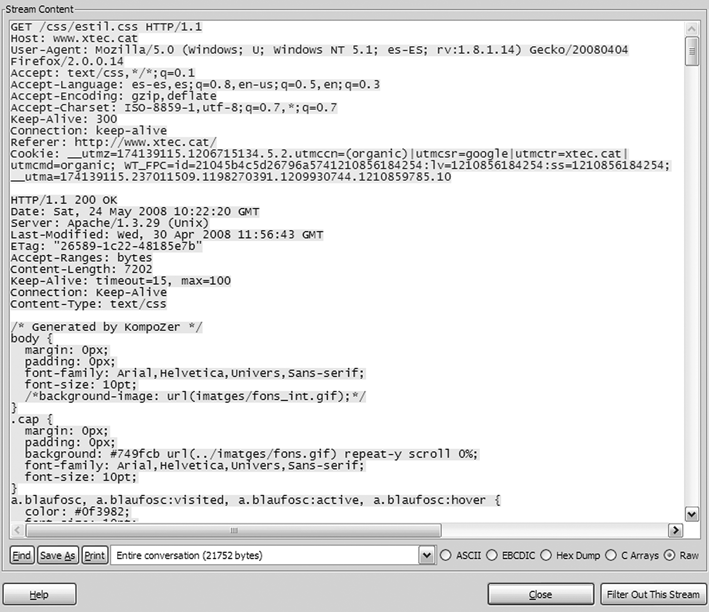 Stream Content
GET /css/estil.css HTTP/1.1
Host: www.xtec.cat
User-Agent: Mozilla/5.0 (Windows; U; Windows NT 5.1; es-ES; rv:1.8.1.14) Gecko/20080404
Firefox/2.0.0.14
Accept: text/css,*/*;q=0.1
Accept-Language: es-es,es;q=0.8,en-us;q=0.5,en;q=0.3
Accept-Encoding: gzip,deflate
Accept-Charset: ISO-8859-1,utf-8;q=0.7,*;q=0.7
Keep-Alive: 300
Connection: keep-alive
Referer: http://www.xtec.cat/
Cookie: __utmz=174139115.1206715134.5.2.utmccn=(organic)|utmcsr=google|utmctr=xtec.cat|
utmcmd=organic; WT_FPC=id=21045b4c5d26796a5741210856184254:lv=1210856184254:ss=1210856184254;
__utma=174139115.237011509.1198270391.1209930744.1210859785.10
HTTP/1.1 200 OK
Date: Sat, 24 May 2008 10:22:20 GMT
Server: Apache/1.3.29 (Unix)
Last-Modified: Wed, 30 Apr 2008 11:56:43 GMT
ETag: "26589-1c22-48185e7b"
Accept-Ranges: bytes
Content-Length: 7202
Keep-Alive: timeout=15, max=100
Connection: Keep-Alive
Content-Type: text/css
/* Generated by KompoZer */
body {
margin: 0px;
padding: 0px;
font-family: Arial,Helvetica,Univers,Sans-serif;
font-size: 10pt;
/*background-image: url(imatges/fons_int.gif);*/
}
.cap {
margin: 0px;
padding: 0px;
background: #749fcb url(../imatges/fons.gif) repeat-y scroll 0%;
font-family: Arial,Helvetica,Univers,Sans-serif;
font-size: 10pt;
}
a.blaufosc, a.blaufosc:visited, a.blaufosc:active, a.blaufosc:hover {
color: #0f3982;
font-size: 10pt;
Find Save As Print Entire conversation (21752 bytes) ASCII EBCDIC Hex Dump C Arrays Raw
Help Close Filter Out This Stream